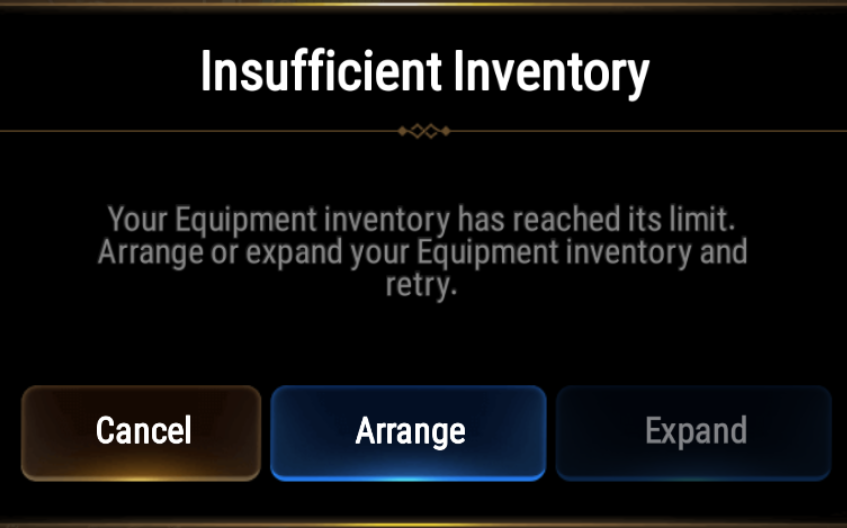 Insufficient Inventory
Your Equipment inventory has reached its limit.
Arrange or expand your Equipment inventory and
retry.
Cancel
Arrange
Expand